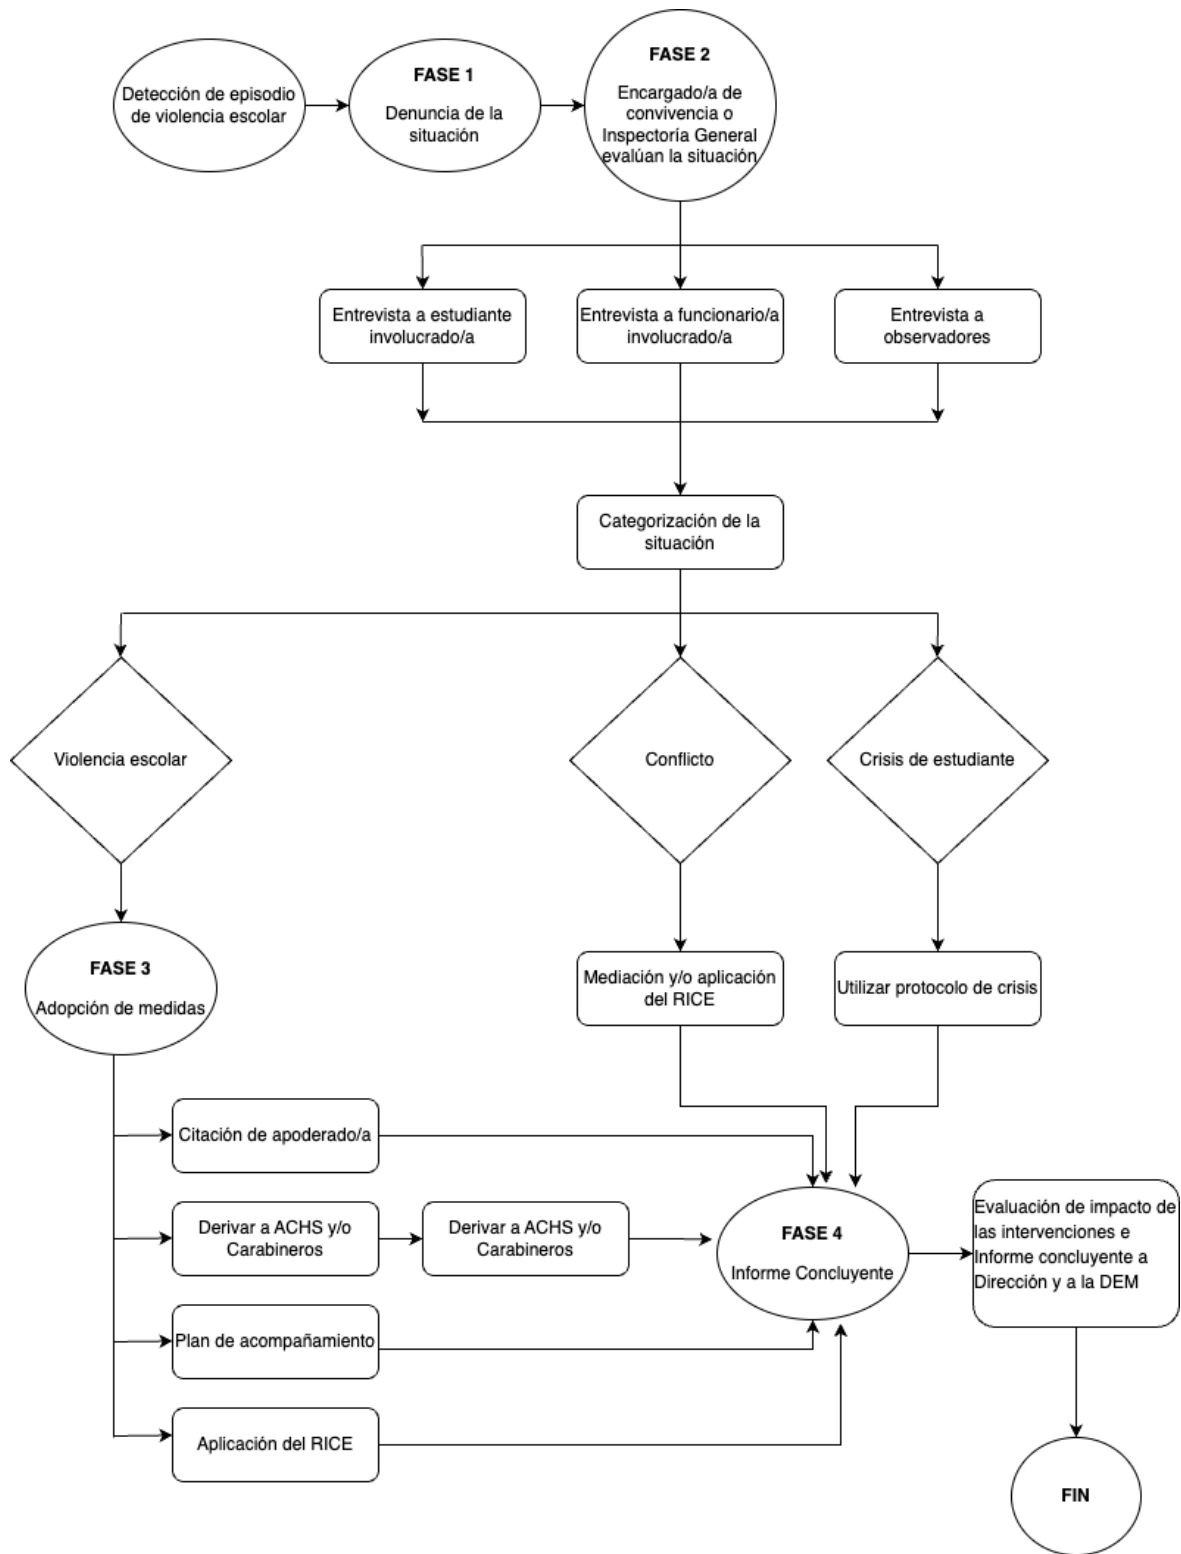 Detección de episodio
de violencia escolar
FASE 1
Denuncia de la
situación
FASE 2
Encargado/a de
convivencia o
Inspectoría General
evalúan la situación
Entrevista a estudiante
involucrado/a
Entrevista a funcionario/a
involucrado/a
Entrevista a
observadores
Categorización de la
situación
Violencia escolar
Conflicto
Crisis de estudiante
FASE 3
Adopción de medidas
Mediación y/o aplicación
del RICE
Utilizar protocolo de crisis
Citación de apoderado/a
Derivar a ACHS y/o
Carabineros
Derivar a ACHS y/o
Carabineros
Plan de acompañamiento
Aplicación del RICE
FASE 4
Informe Concluyente
Evaluación de impacto de
las intervenciones e
Informe concluyente a
Dirección y a la DEM
FIN